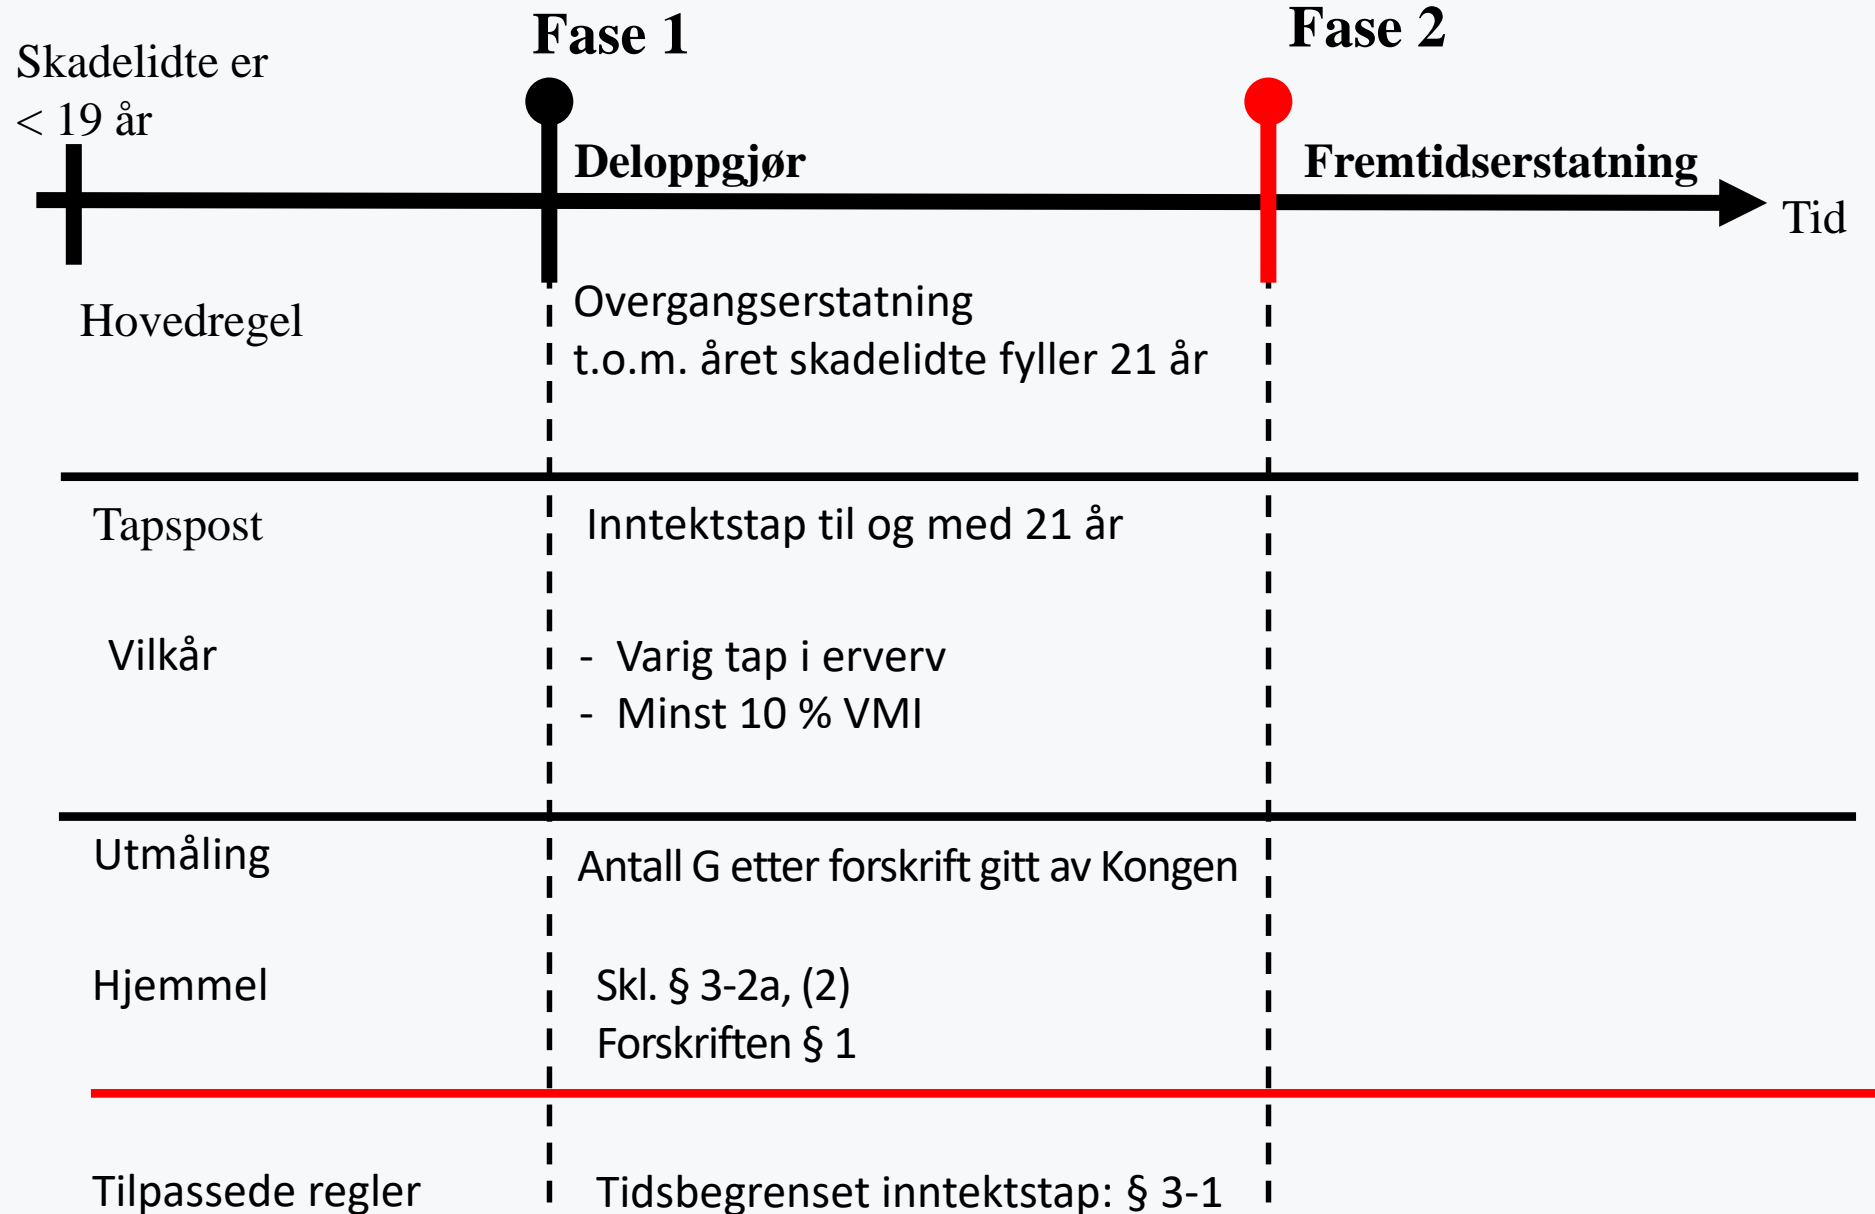 Fase 1
Fase 2
Skadelidte er
< 19 år
Deloppgjør
Fremtidserstatning
Tid
Hovedregel
Overgangserstatning
t.o.m. året skadelidte fyller 21 år
Tapspost
Inntektstap til og med 21 år
Vilkår
- Varig tap i erverv
- Minst 10 % VMI
Utmåling
Antall G etter forskrift gitt av Kongen
Hjemmel
Skl. § 3-2a, (2)
Forskriften § 1
Tilpassede regler
Tidsbegrenset inntektstap: § 3-1